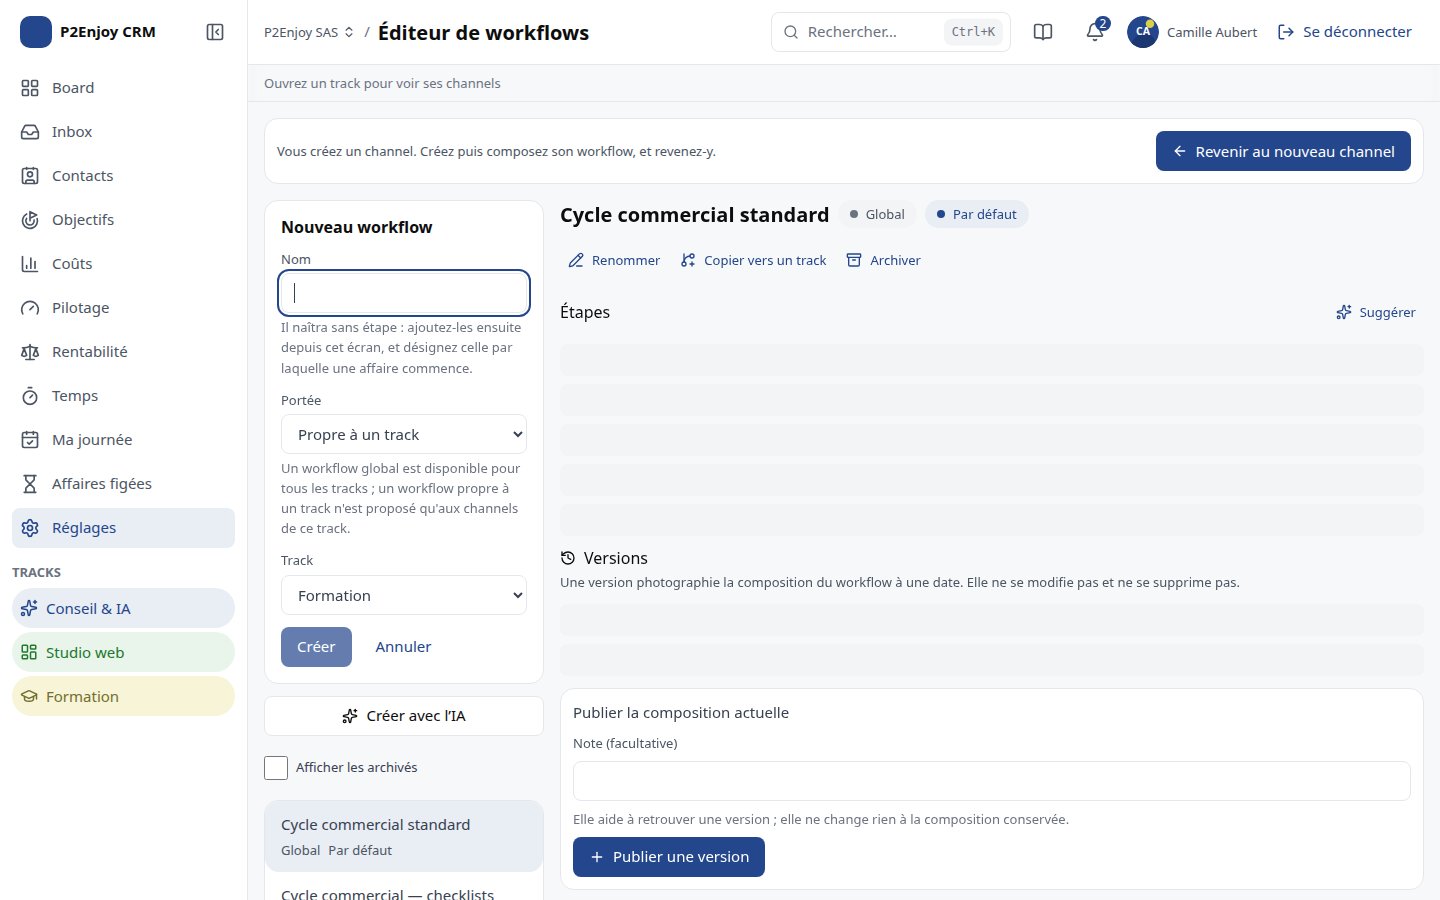 P2Enjoy CRM
Board
Inbox
Contacts
Objectifs
Coûts
Pilotage
Rentabilité
Temps
Ma journée
Affaires figées
Réglages
TRACKS
Conseil & IA
Studio web
Formation
P2Enjoy SAS / Éditeur de workflows
Rechercher... Ctrl+K
2
CA Camille Aubert
Se déconnecter
Ouvrez un track pour voir ses channels
Vous créez un channel. Créez puis composez son workflow, et revenez-y.
Revenir au nouveau channel
Nouveau workflow
Nom
Il naîtra sans étape : ajoutez-les ensuite
depuis cet écran, et désignez celle par
laquelle une affaire commence.
Portée
Propre à un track
Un workflow global est disponible pour
tous les tracks ; un workflow propre à
un track n'est proposé qu'aux channels
de ce track.
Track
Formation
Créer Annuler
Créer avec l'IA
Afficher les archivés
Cycle commercial standard
Global Par défaut
Cycle commercial — checklists
Cycle commercial standard Global Par défaut
Renommer Copier vers un track Archiver
Étapes Suggérer
Versions
Une version photographie la composition du workflow à une date. Elle ne se modifie pas et ne se supprime pas.
Publier la composition actuelle
Note (facultative)
Elle aide à retrouver une version ; elle ne change rien à la composition conservée.
Publier une version